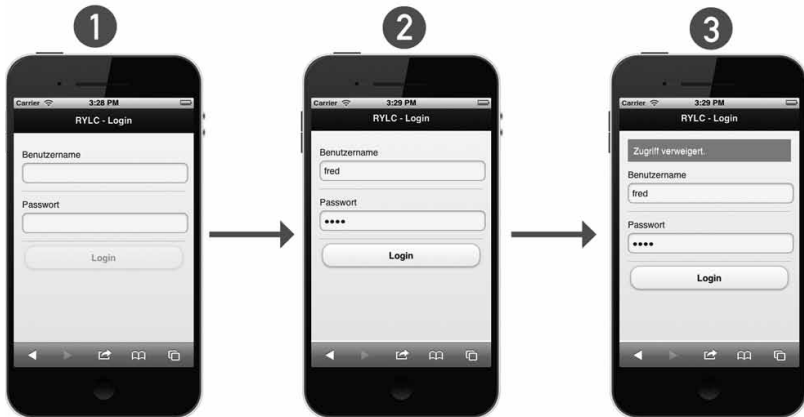 1
2
3
Carrier 3:28 PM
RYLC - Login
Benutzername
Passwort
Login
Carrier 3:29 PM
RYLC - Login
Benutzername
fred
Passwort
••••
Login
Carrier 3:29 PM
RYLC - Login
Zugriff verweigert.
Benutzername
fred
Passwort
••••
Login